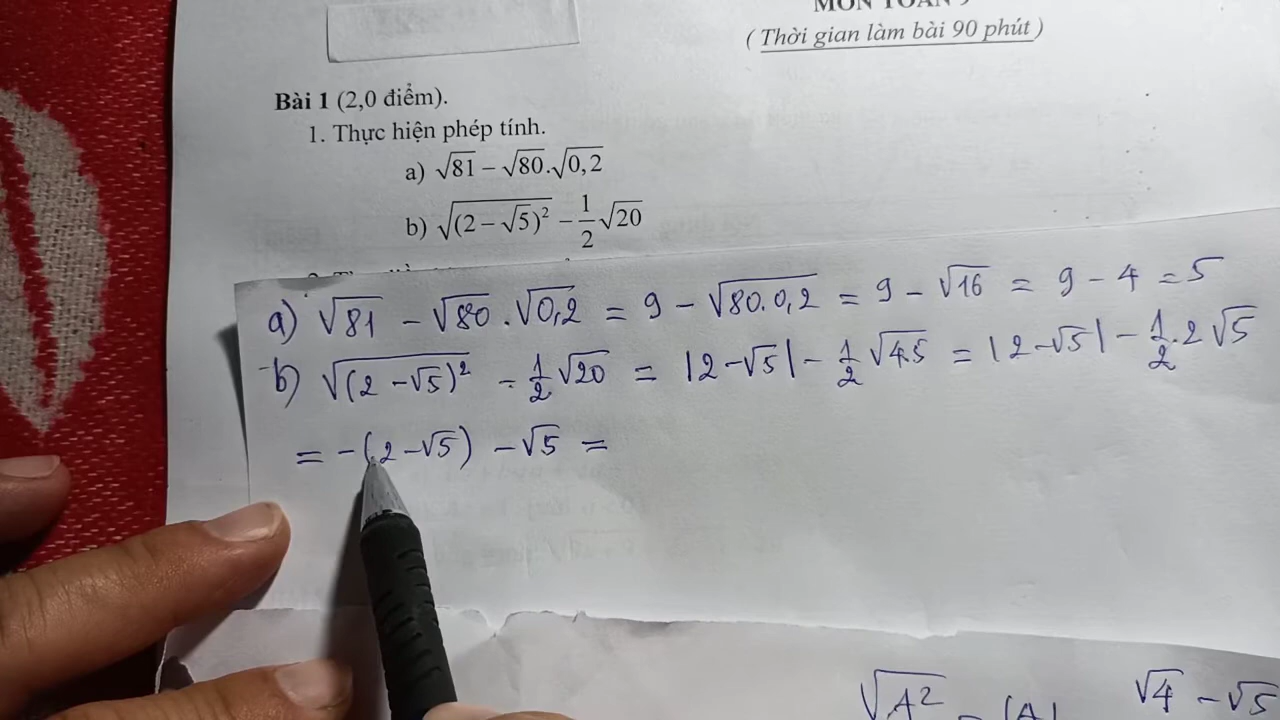 MÔN TOÁN 9
( Thời gian làm bài 90 phút )
Bài 1 (2,0 điểm).
1. Thực hiện phép tính.
a) √81 − √80.√0,2
b) √(2 − √5)² − 1/2 √20
a) √81 − √80 . √0,2 = 9 − √80.0,2 = 9 − √16 = 9 − 4 = 5
b) √(2 − √5)² − 1/2 √20 = |2 − √5| − 1/2 √4.5 = |2 − √5| − 1/2 . 2√5
= −(2 − √5) − √5 =
√A² = |A| √4 − √5